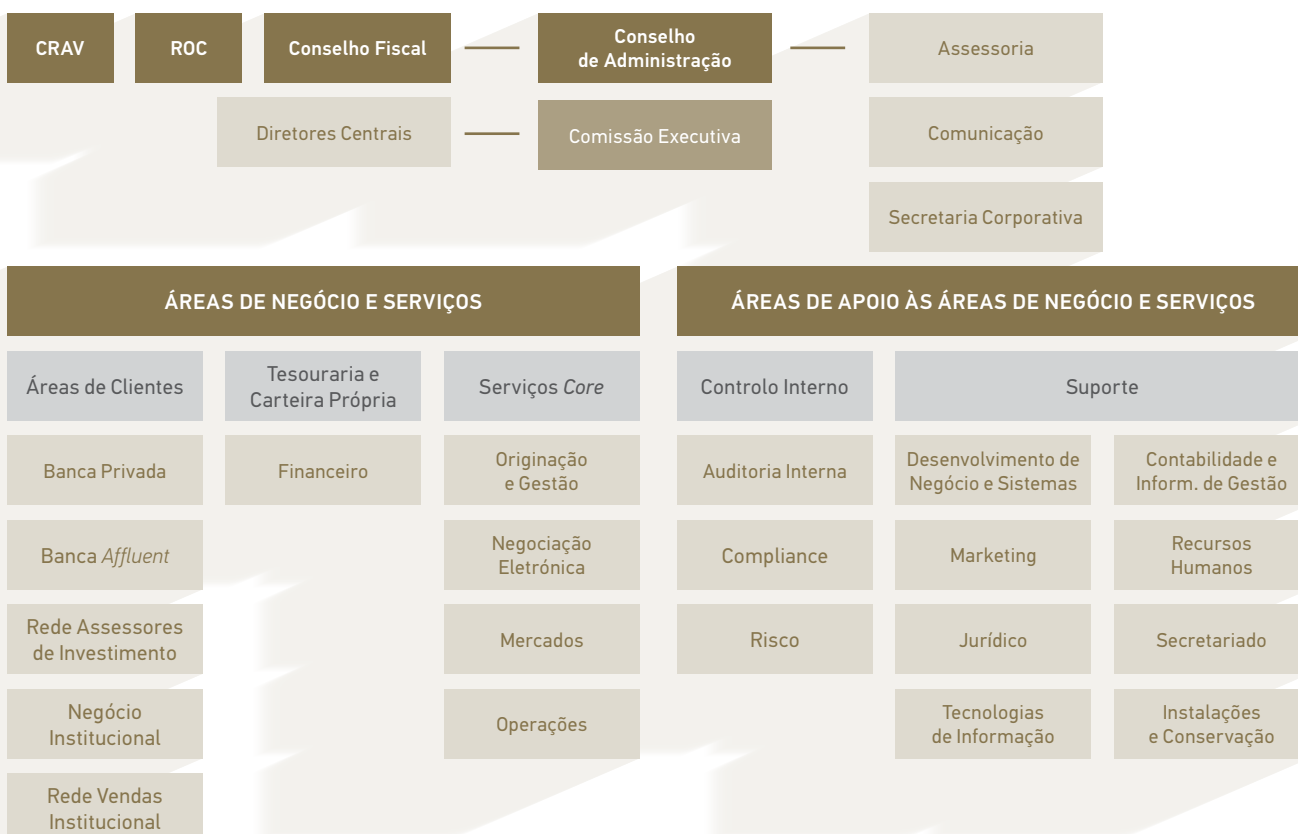 CRAV
ROC
Conselho Fiscal
Conselho
de Administração
Assessoria
Diretores Centrais
Comissão Executiva
Comunicação
Secretaria Corporativa
ÁREAS DE NEGÓCIO E SERVIÇOS
ÁREAS DE APOIO ÀS ÁREAS DE NEGÓCIO E SERVIÇOS
Áreas de Clientes
Tesouraria e
Carteira Própria
Serviços Core
Controlo Interno
Suporte
Banca Privada
Financeiro
Originação
e Gestão
Auditoria Interna
Desenvolvimento de
Negócio e Sistemas
Contabilidade e
Inform. de Gestão
Banca Affluent
Negociação
Eletrónica
Compliance
Marketing
Recursos
Humanos
Rede Assessores
de Investimento
Mercados
Risco
Jurídico
Secretariado
Negócio
Institucional
Operações
Tecnologias
de Informação
Instalações
e Conservação
Rede Vendas
Institucional